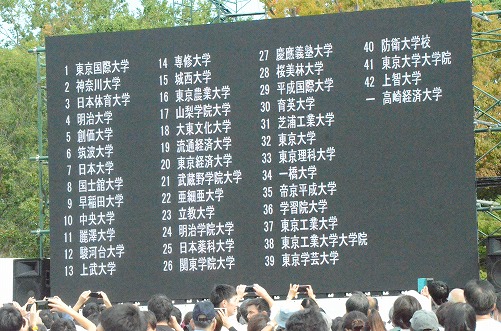 1 東京国際大学
2 神奈川大学
3 日本体育大学
4 明治大学
5 創価大学
6 筑波大学
7 日本大学
8 国士舘大学
9 早稲田大学
10 中央大学
11 麗澤大学
12 駿河台大学
13 上武大学
14 専修大学
15 城西大学
16 東京農業大学
17 山梨学院大学
18 大東文化大学
19 流通経済大学
20 東京経済大学
21 武蔵野学院大学
22 亜細亜大学
23 立教大学
24 明治学院大学
25 日本薬科大学
26 関東学院大学
27 慶應義塾大学
28 桜美林大学
29 平成国際大学
30 育英大学
31 芝浦工業大学
32 東京大学
33 東京理科大学
34 一橋大学
35 帝京平成大学
36 学習院大学
37 東京工業大学
38 東京工業大学大学院
39 東京学芸大学
40 防衛大学校
41 東京大学大学院
42 上智大学
ー 高崎経済大学